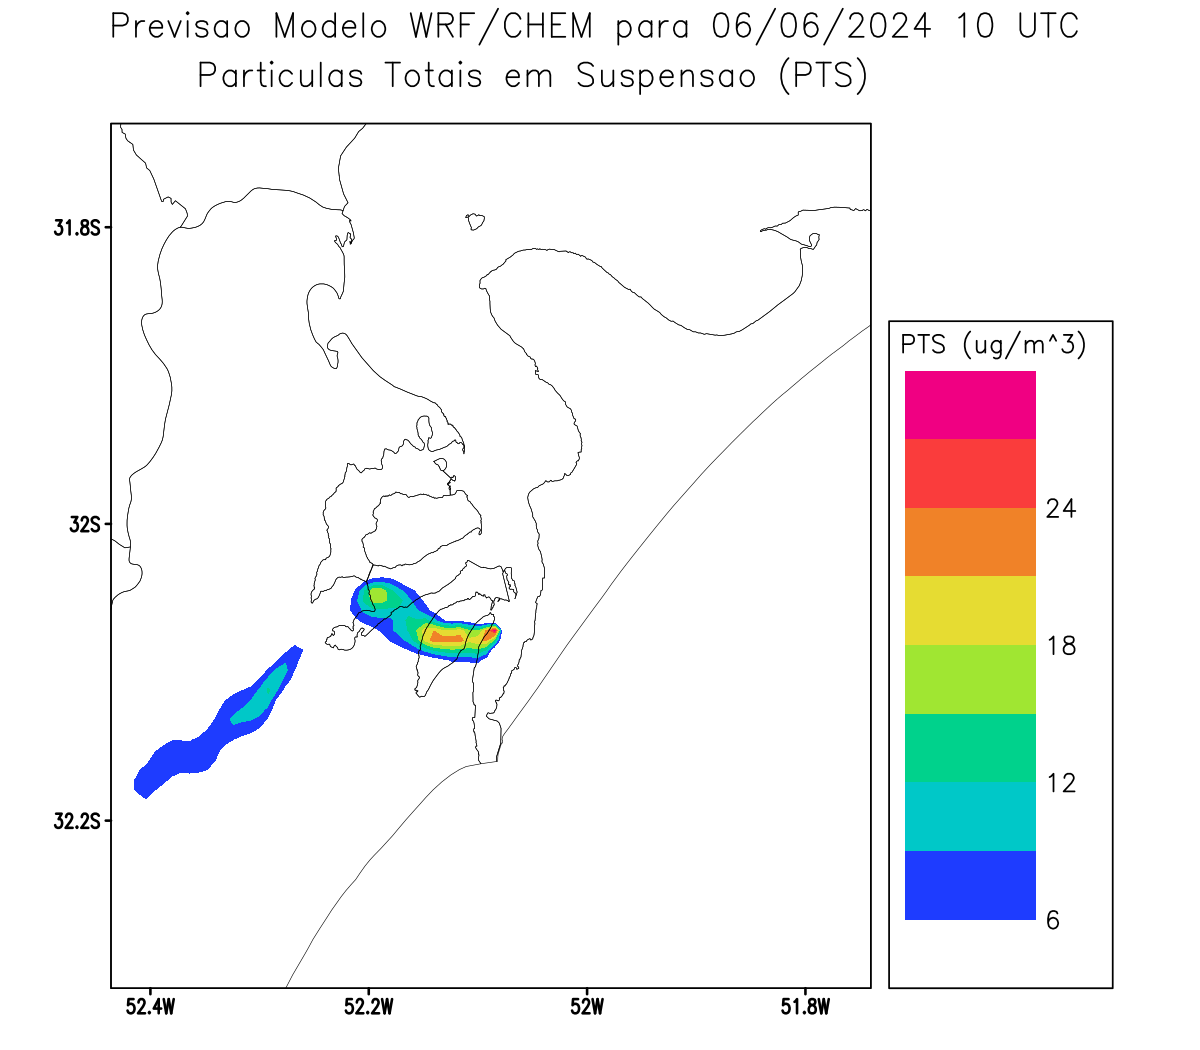 Previsao Modelo WRF/CHEM para 06/06/2024 10 UTC
Particulas Totais em Suspensao (PTS)
31.8S
32S
32.2S
52.4W
52.2W
52W
51.8W
PTS (ug/m^3)
24
18
12
6